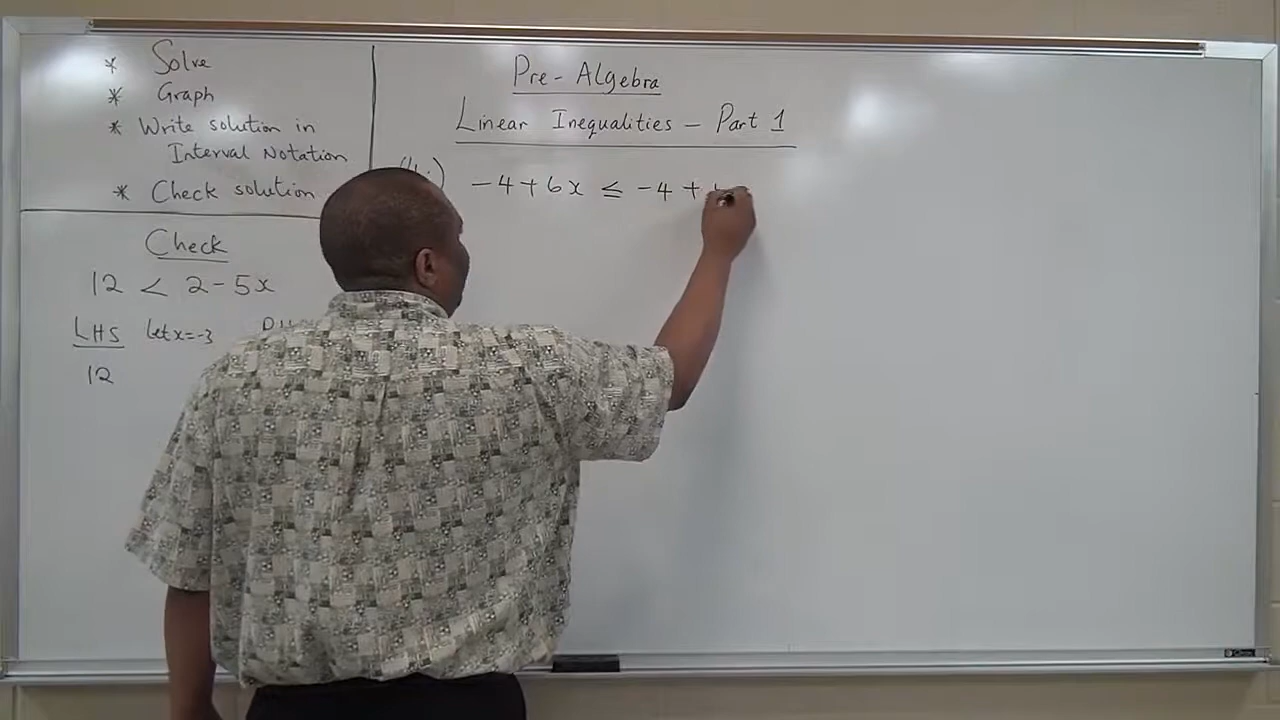 * Solve
* Graph
* Write solution in
Interval Notation
* Check solution
Pre-Algebra
Linear Inequalities - Part 1
-4+6x ≤ -4+
Check
12 < 2-5x
LHS let x=-3
12